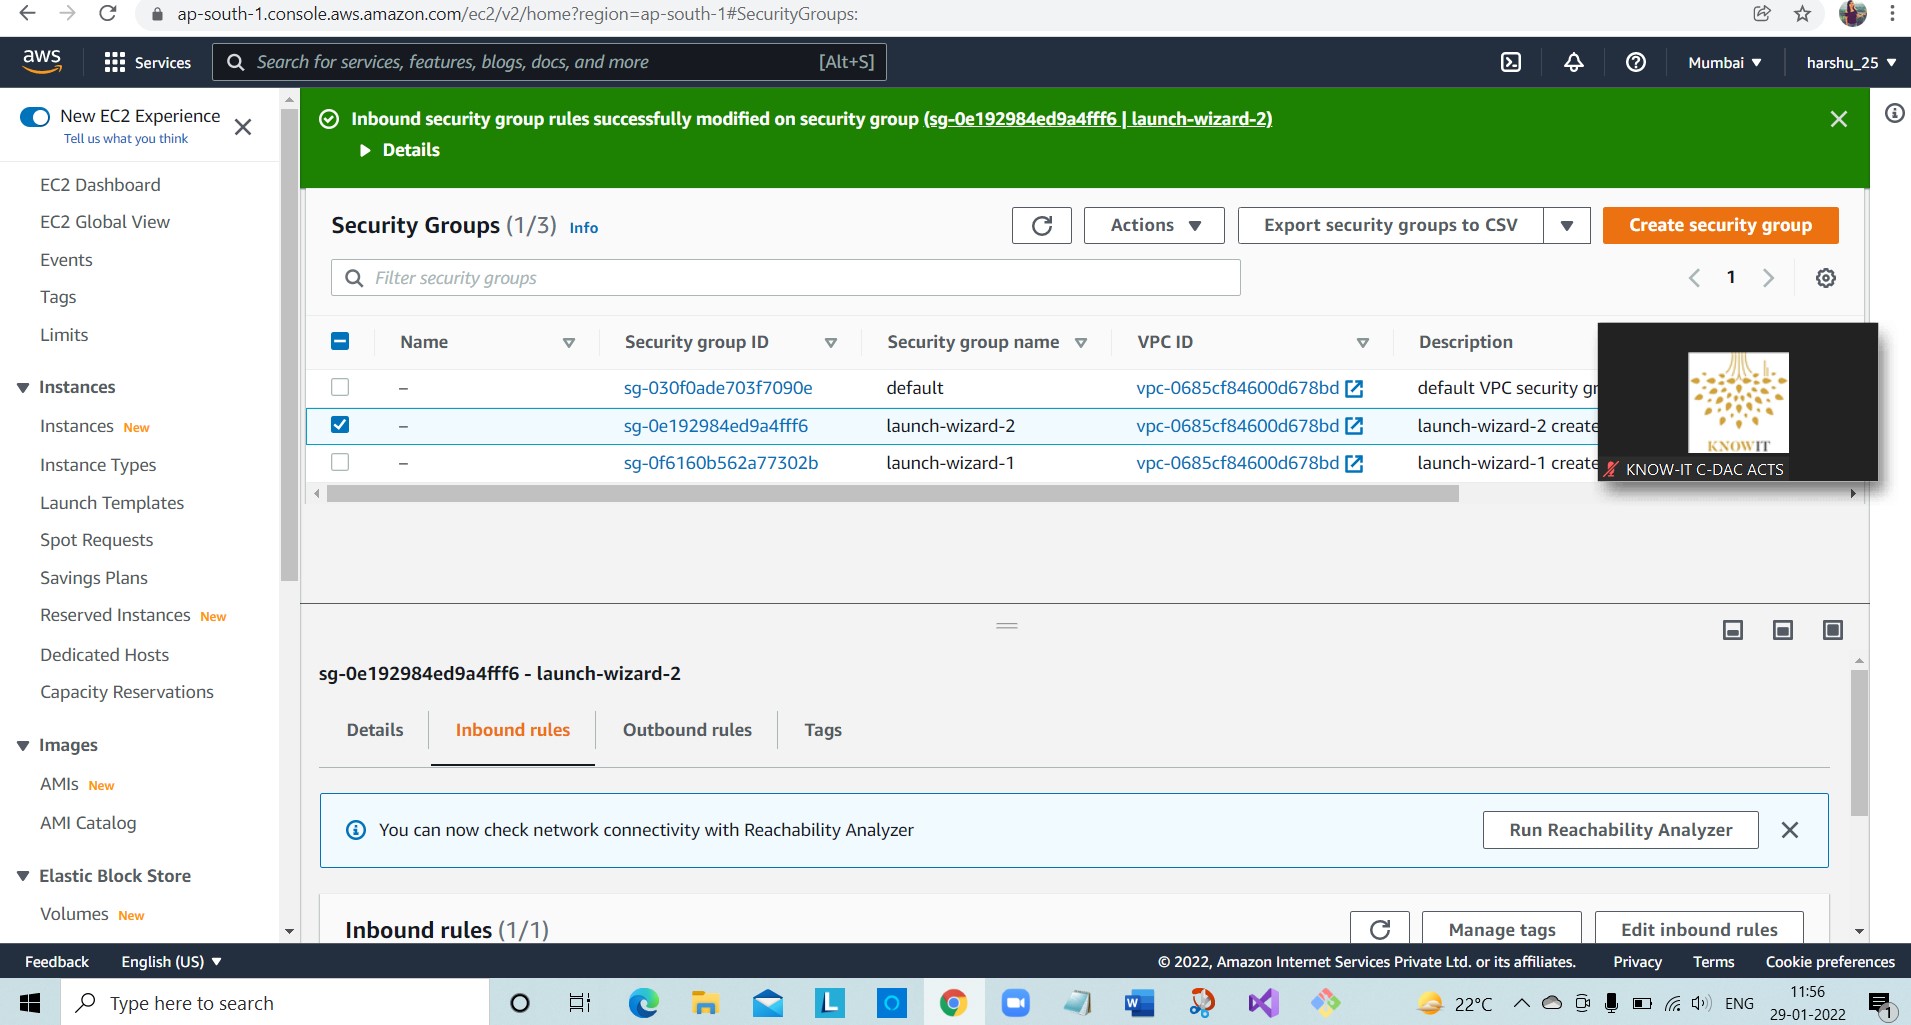 ap-south-1.console.aws.amazon.com/ec2/v2/home?region=ap-south-1#SecurityGroups:
aws
Services
Search for services, features, blogs, docs, and more
[Alt+S]
Mumbai ▼
harshu_25 ▼
New EC2 Experience
Tell us what you think
EC2 Dashboard
EC2 Global View
Events
Tags
Limits
Instances
Instances New
Instance Types
Launch Templates
Spot Requests
Savings Plans
Reserved Instances New
Dedicated Hosts
Capacity Reservations
Images
AMIs New
AMI Catalog
Elastic Block Store
Volumes New
Inbound security group rules successfully modified on security group (sg-0e192984ed9a4fff6 | launch-wizard-2)
Details
Security Groups (1/3) Info
Actions
Export security groups to CSV
Create security group
Filter security groups
1
Name Security group ID Security group name VPC ID Description
– sg-030f0ade703f7090e default vpc-0685cf84600d678bd default VPC security gr
– sg-0e192984ed9a4fff6 launch-wizard-2 vpc-0685cf84600d678bd launch-wizard-2 create
– sg-0f6160b562a77302b launch-wizard-1 vpc-0685cf84600d678bd launch-wizard-1 create
KNOWIT
KNOW-IT C-DAC ACTS
sg-0e192984ed9a4fff6 - launch-wizard-2
Details
Inbound rules
Outbound rules
Tags
You can now check network connectivity with Reachability Analyzer
Run Reachability Analyzer
Inbound rules (1/1)
Manage tags
Edit inbound rules
Feedback
English (US) ▼
© 2022, Amazon Internet Services Private Ltd. or its affiliates.
Privacy
Terms
Cookie preferences
Type here to search
22°C
ENG
11:56
29-01-2022
1